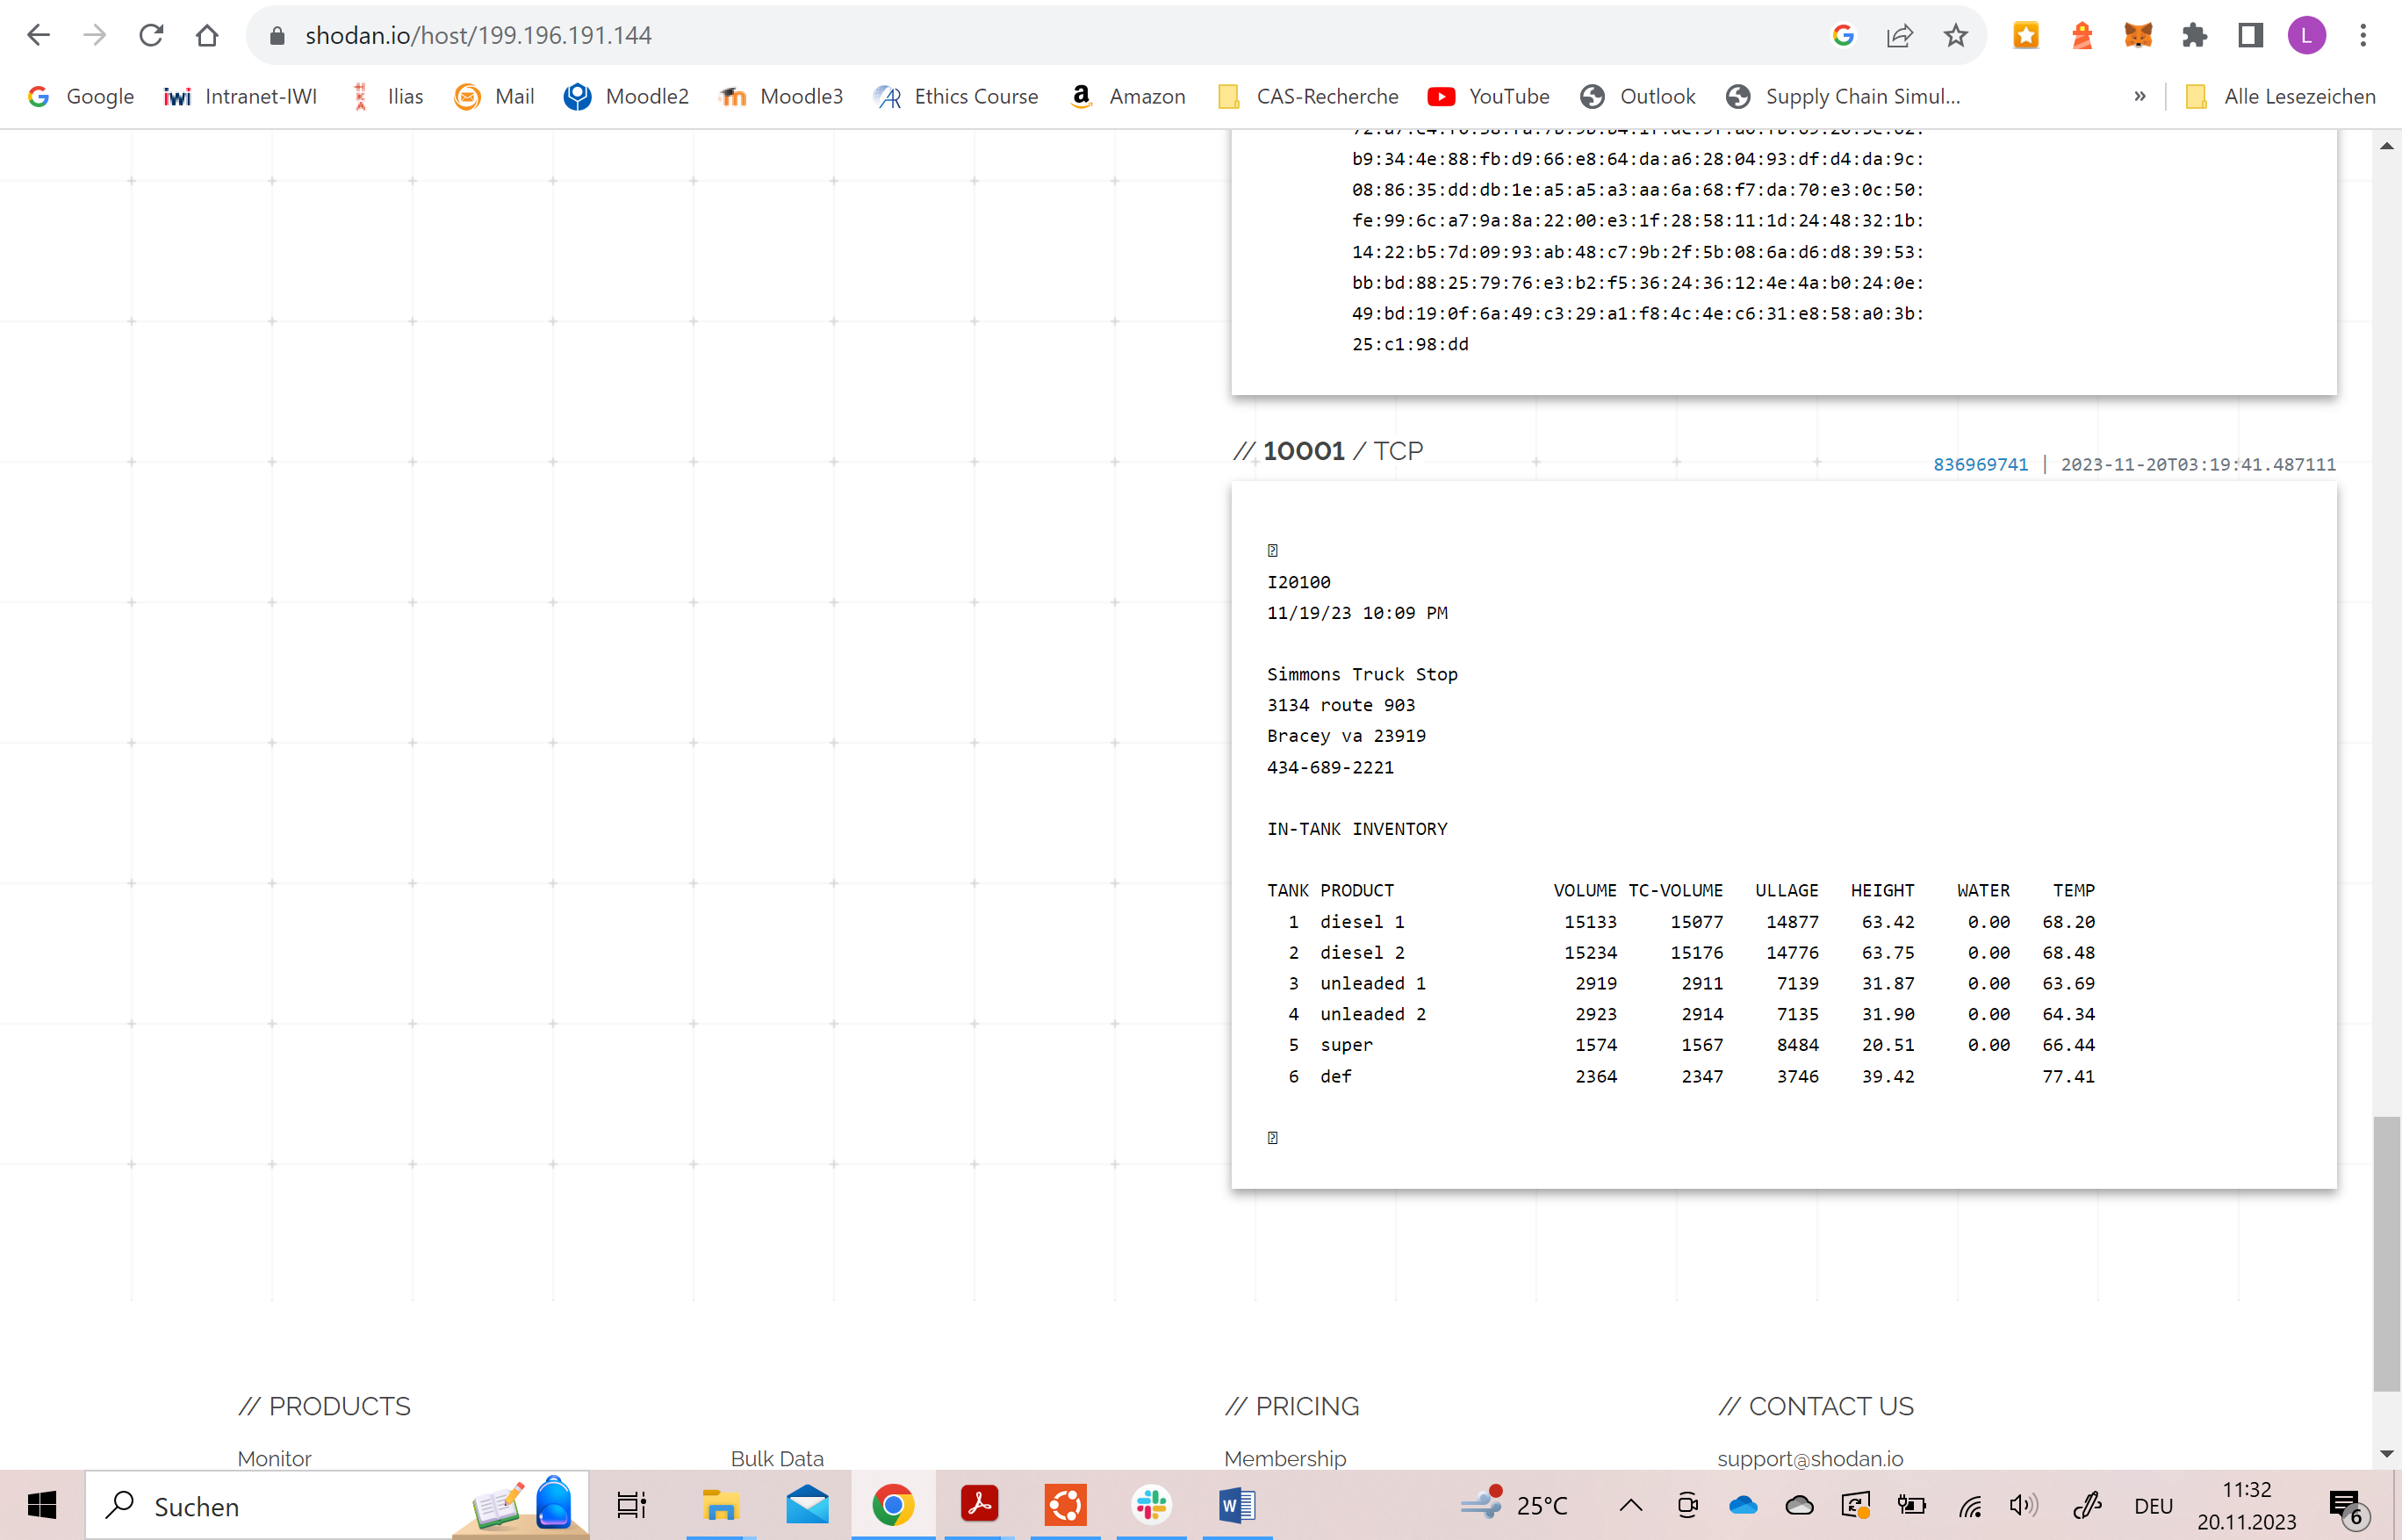 shodan.io/host/199.196.191.144
L
Google
Intranet-IWI
Ilias
Mail
Moodle2
Moodle3
Ethics Course
Amazon
CAS-Recherche
YouTube
Outlook
Supply Chain Simul...
»
Alle Lesezeichen
b9:34:4e:88:fb:d9:66:e8:64:da:a6:28:04:93:df:d4:da:9c:
08:86:35:dd:db:1e:a5:a5:a3:aa:6a:68:f7:da:70:e3:0c:50:
fe:99:6c:a7:9a:8a:22:00:e3:1f:28:58:11:1d:24:48:32:1b:
14:22:b5:7d:09:93:ab:48:c7:9b:2f:5b:08:6a:d6:d8:39:53:
bb:bd:88:25:79:76:e3:b2:f5:36:24:36:12:4e:4a:b0:24:0e:
49:bd:19:0f:6a:49:c3:29:a1:f8:4c:4e:c6:31:e8:58:a0:3b:
25:c1:98:dd
// 10001 / TCP
836969741 | 2023-11-20T03:19:41.487111
I20100
11/19/23 10:09 PM
Simmons Truck Stop
3134 route 903
Bracey va 23919
434-689-2221
IN-TANK INVENTORY
TANK PRODUCT VOLUME TC-VOLUME ULLAGE HEIGHT WATER TEMP
1 diesel 1 15133 15077 14877 63.42 0.00 68.20
2 diesel 2 15234 15176 14776 63.75 0.00 68.48
3 unleaded 1 2919 2911 7139 31.87 0.00 63.69
4 unleaded 2 2923 2914 7135 31.90 0.00 64.34
5 super 1574 1567 8484 20.51 0.00 66.44
6 def 2364 2347 3746 39.42 77.41
// PRODUCTS
// PRICING
// CONTACT US
Monitor
Bulk Data
Membership
support@shodan.io
Suchen
25°C
DEU
11:32
20.11.2023
6